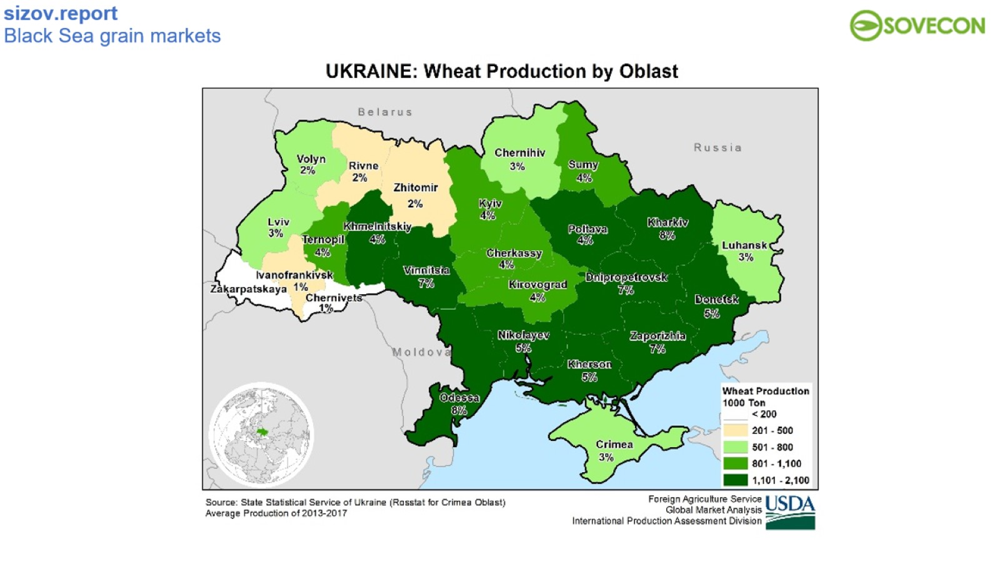 sizov.report
Black Sea grain markets
SOVECON
UKRAINE: Wheat Production by Oblast
Belarus
Russia
Moldova
Volyn
2%
Rivne
2%
Zhitomir
2%
Chernihiv
3%
Sumy
4%
Kyiv
4%
Lviv
3%
Ternopil
4%
Khmelnitskiy
4%
Poltava
4%
Kharkiv
8%
Luhansk
3%
Cherkassy
4%
Vinnitsia
7%
Ivanofrankivsk
1%
Zakarpatskaya
Chernivets
1%
Kirovograd
4%
Dnipropetrovsk
7%
Donetsk
5%
Nikolayev
5%
Zaporizhia
7%
Kherson
5%
Odessa
8%
Crimea
3%
Wheat Production
1000 Ton
< 200
201 - 500
501 - 800
801 - 1,100
1,101 - 2,100
Source: State Statistical Service of Ukraine (Rosstat for Crimea Oblast)
Average Production of 2013-2017
Foreign Agriculture Service
Global Market Analysis
International Production Assessment Division
USDA